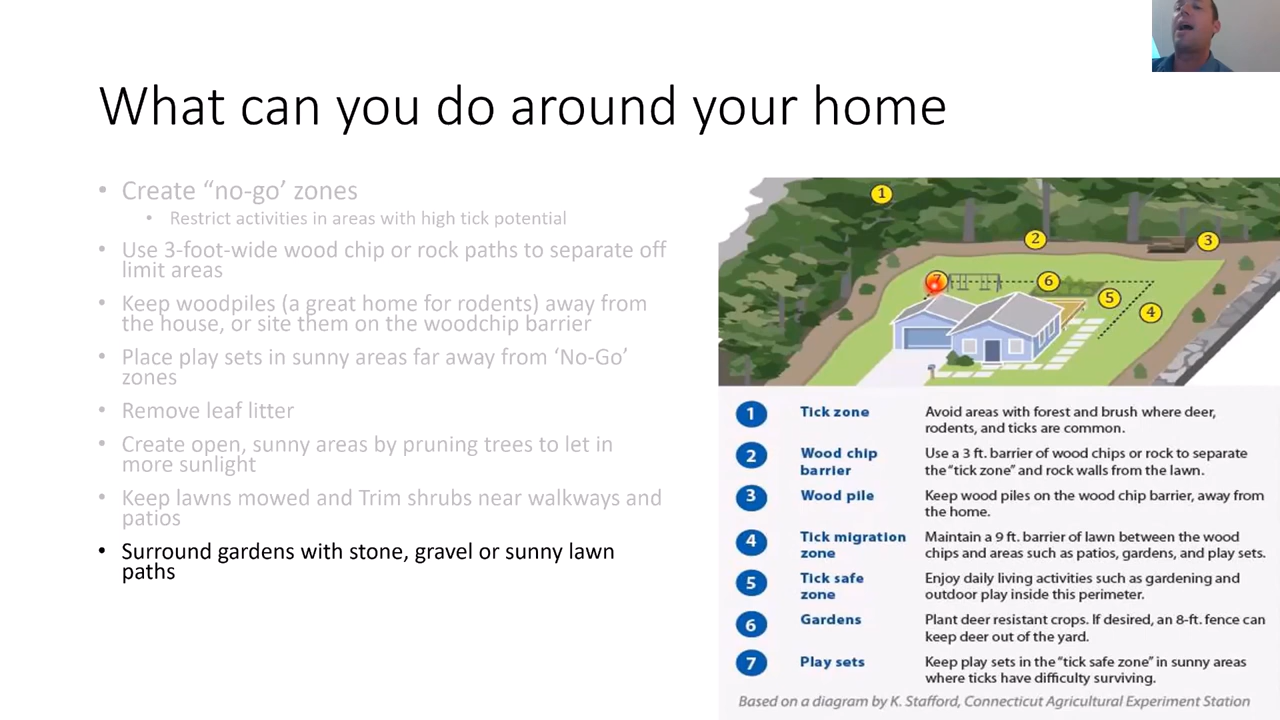 What can you do around your home
• Create “no-go’ zones
• Restrict activities in areas with high tick potential
• Use 3-foot-wide wood chip or rock paths to separate off
limit areas
• Keep woodpiles (a great home for rodents) away from
the house, or site them on the woodchip barrier
• Place play sets in sunny areas far away from ‘No-Go’
zones
• Remove leaf litter
• Create open, sunny areas by pruning trees to let in
more sunlight
• Keep lawns mowed and Trim shrubs near walkways and
patios
• Surround gardens with stone, gravel or sunny lawn
paths
1
2
3
7
6
5
4
1 Tick zone Avoid areas with forest and brush where deer,
rodents, and ticks are common.
2 Wood chip Use a 3 ft. barrier of wood chips or rock to separate
barrier the “tick zone” and rock walls from the lawn.
3 Wood pile Keep wood piles on the wood chip barrier, away from
the home.
4 Tick migration Maintain a 9 ft. barrier of lawn between the wood
zone chips and areas such as patios, gardens, and play sets.
5 Tick safe Enjoy daily living activities such as gardening and
zone outdoor play inside this perimeter.
6 Gardens Plant deer resistant crops. If desired, an 8-ft. fence can
keep deer out of the yard.
7 Play sets Keep play sets in the “tick safe zone” in sunny areas
where ticks have difficulty surviving.
Based on a diagram by K. Stafford, Connecticut Agricultural Experiment Station